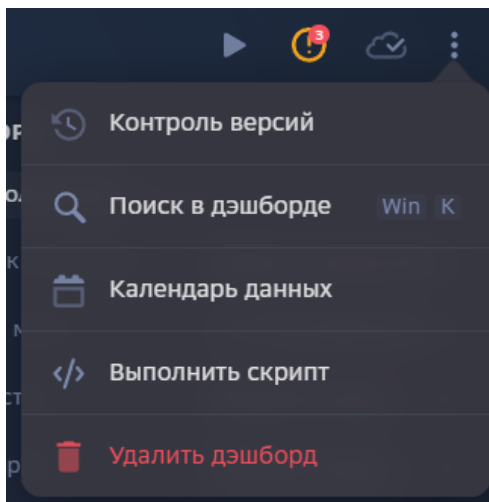 3
Контроль версий
Поиск в дэшборде Win K
Календарь данных
Выполнить скрипт
Удалить дэшборд